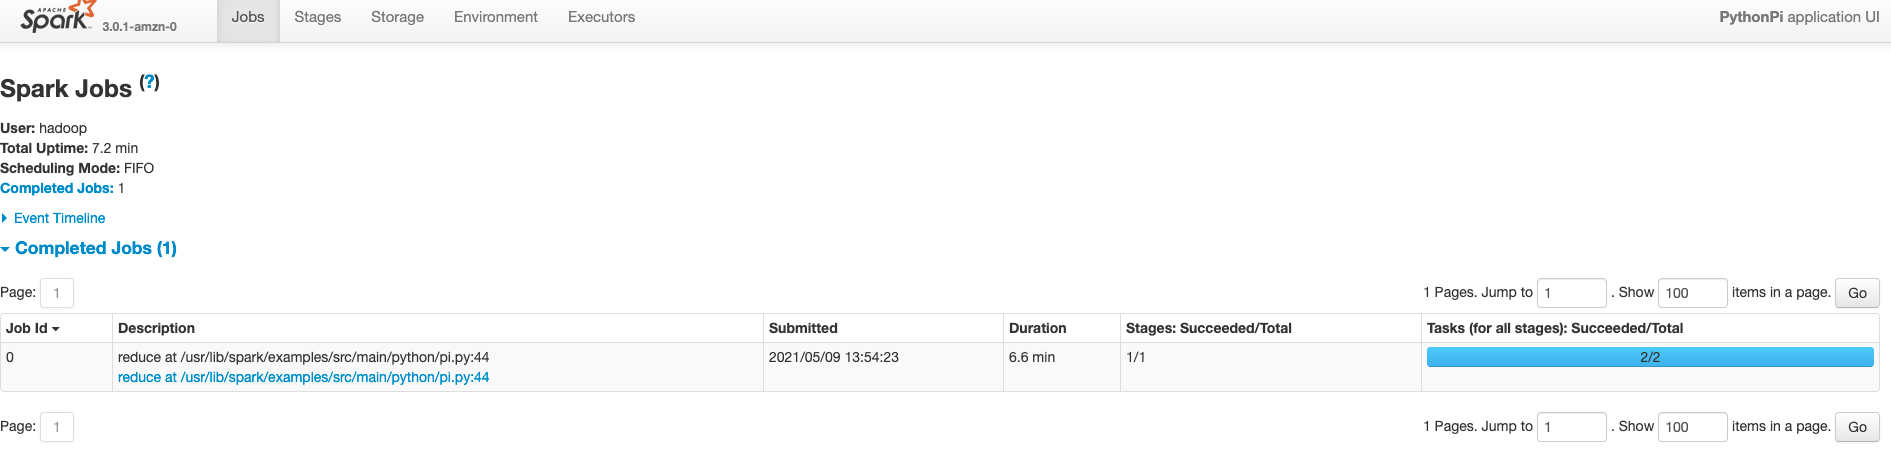 APACHE
Spark 3.0.1-amzn-0 Jobs Stages Storage Environment Executors PythonPi application UI
Spark Jobs (?)
User: hadoop
Total Uptime: 7.2 min
Scheduling Mode: FIFO
Completed Jobs: 1
Event Timeline
Completed Jobs (1)
Page: 1 1 Pages. Jump to 1 . Show 100 items in a page. Go
Job Id Description Submitted Duration Stages: Succeeded/Total Tasks (for all stages): Succeeded/Total
0 reduce at /usr/lib/spark/examples/src/main/python/pi.py:44 2021/05/09 13:54:23 6.6 min 1/1 2/2
reduce at /usr/lib/spark/examples/src/main/python/pi.py:44
Page: 1 1 Pages. Jump to 1 . Show 100 items in a page. Go